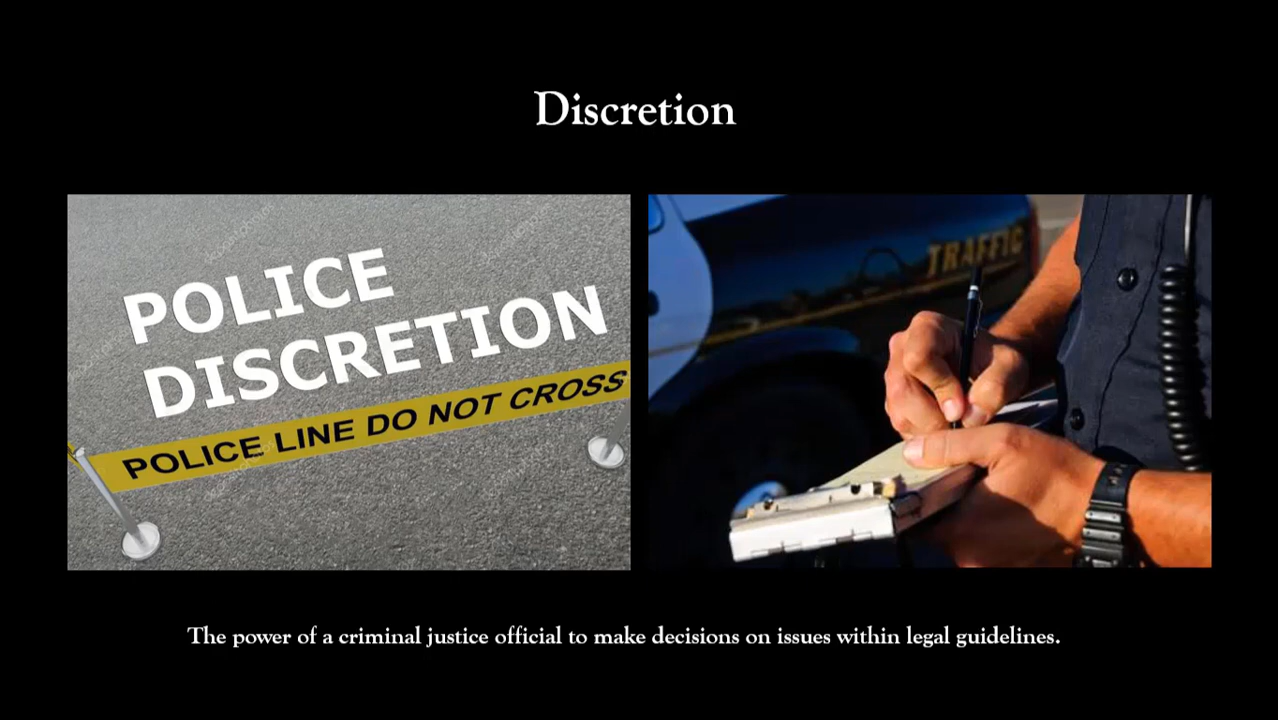 Discretion
POLICE
DISCRETION
POLICE LINE DO NOT CROSS
TRAFFIC
The power of a criminal justice official to make decisions on issues within legal guidelines.